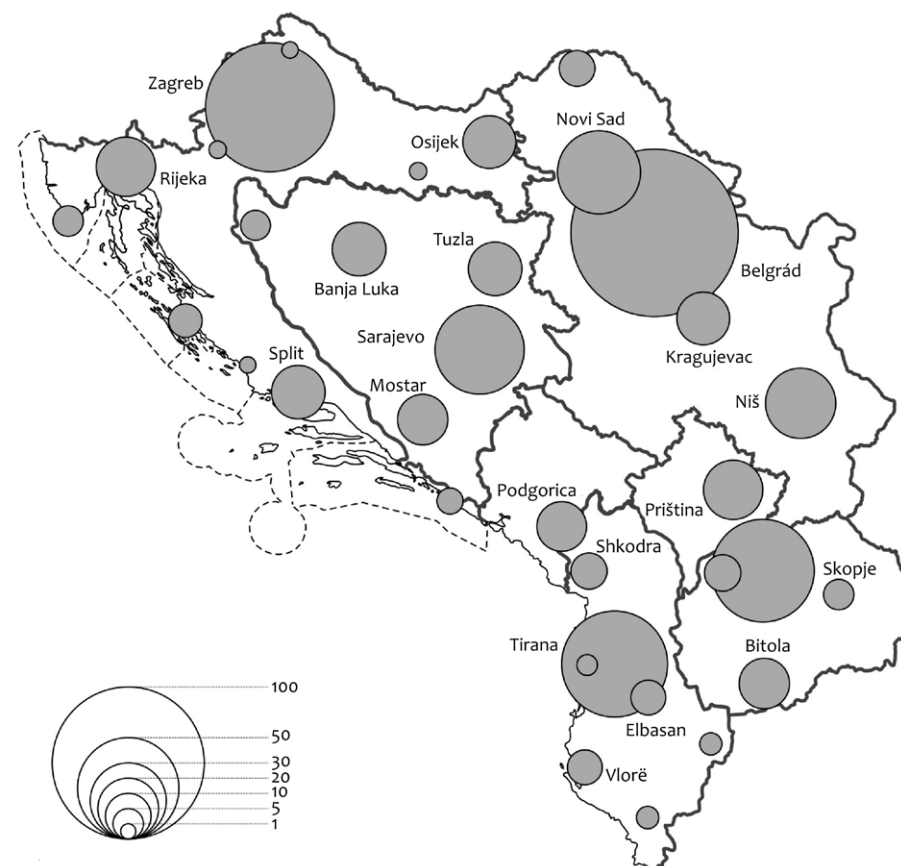 Zagreb
Novi Sad
Osijek
Rijeka
Tuzla
Belgrád
Banja Luka
Sarajevo
Kragujevac
Split
Mostar
Niš
Podgorica
Priština
Shkodra
Skopje
Tirana
Bitola
100
Elbasan
50
30
Vlorë
20
10
5
1